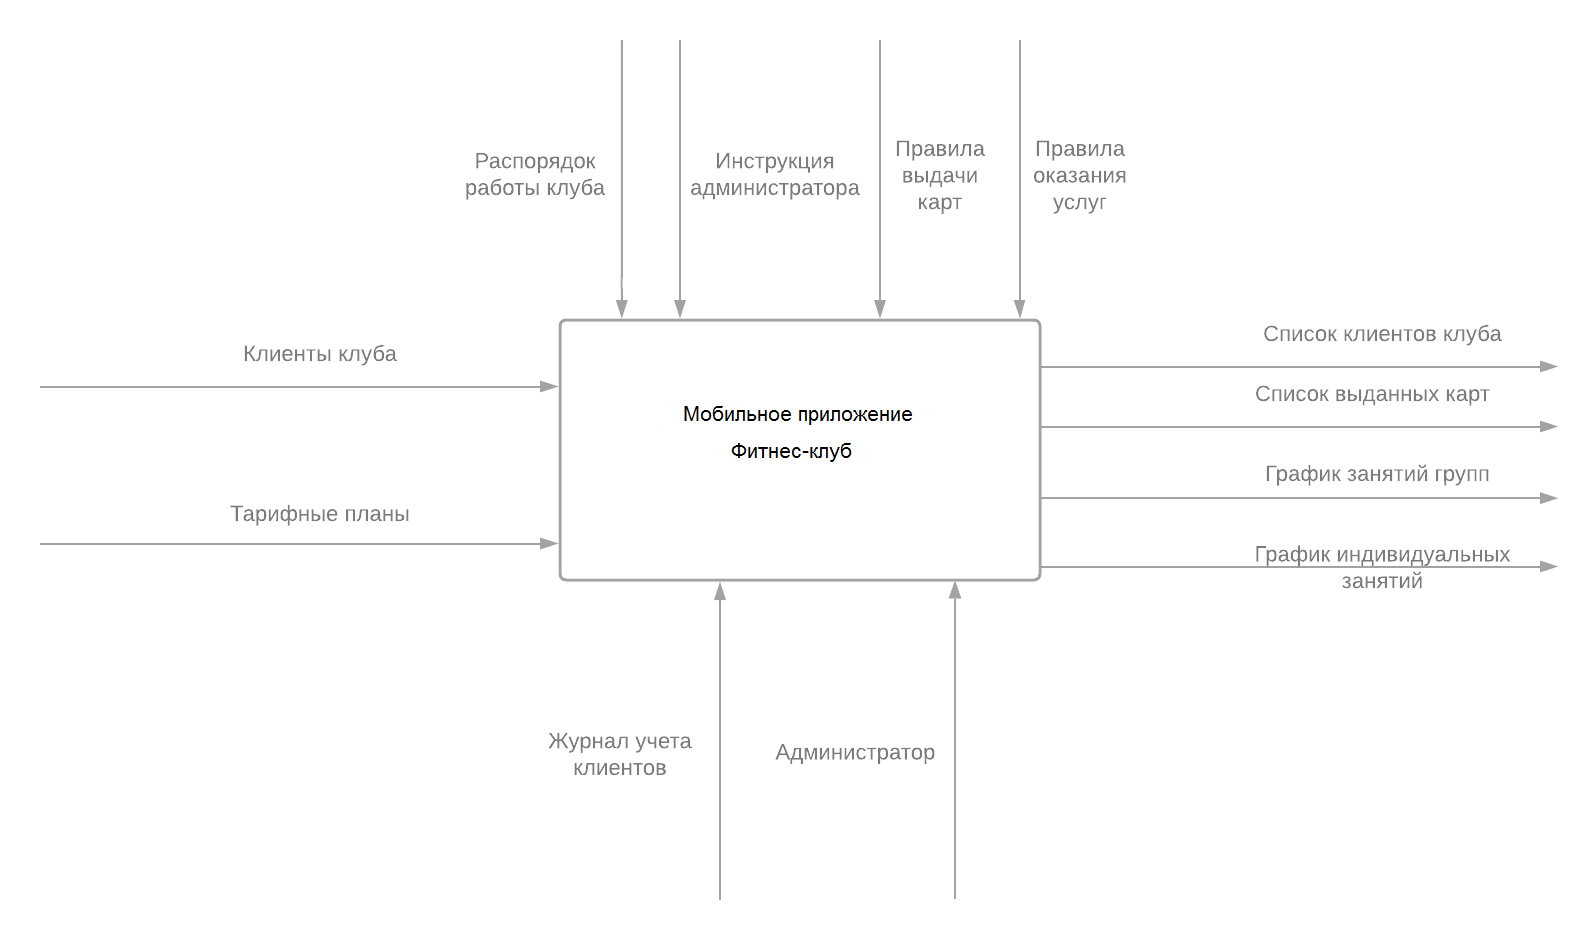 Распорядок
работы клуба
Инструкция
администратора
Правила
выдачи
карт
Правила
оказания
услуг
Клиенты клуба
Тарифные планы
Мобильное приложение
Фитнес-клуб
Список клиентов клуба
Список выданных карт
График занятий групп
График индивидуальных
занятий
Журнал учета
клиентов
Администратор